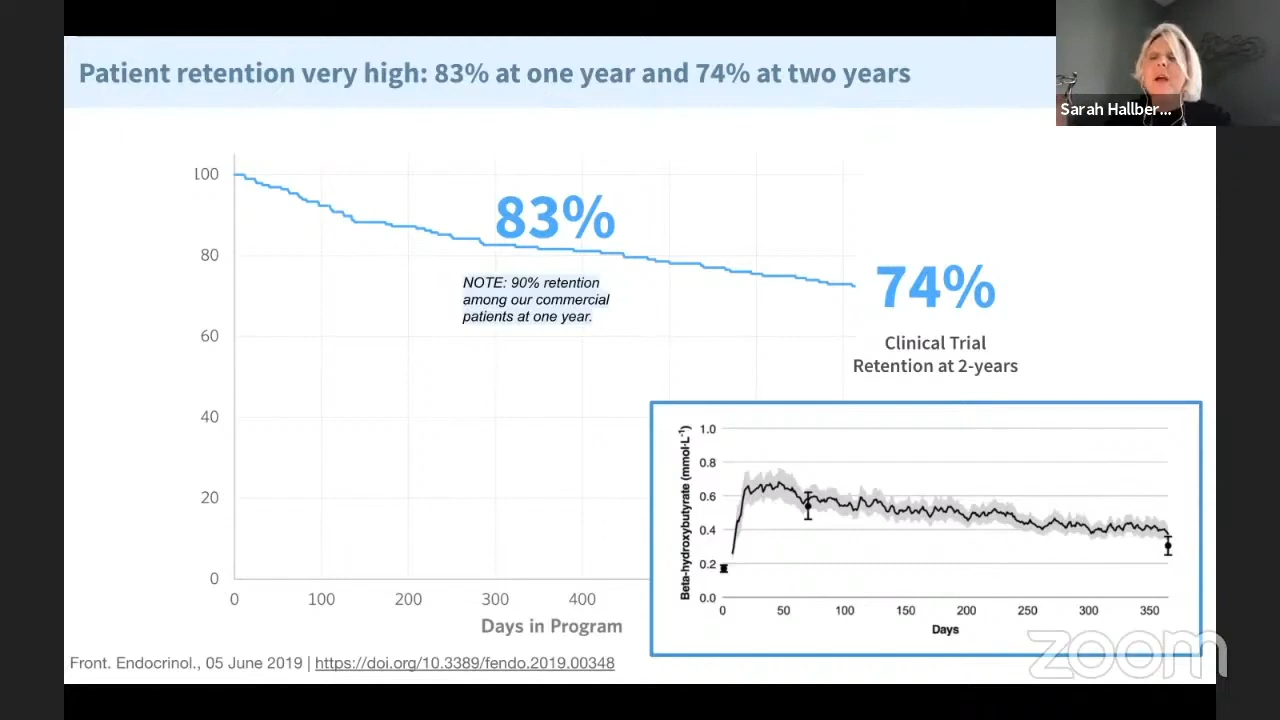 Patient retention very high: 83% at one year and 74% at two years
Sarah Hallber...
100
80
60
40
20
0
0
100
200
300
400
83%
NOTE: 90% retention
among our commercial
patients at one year.
74%
Clinical Trial
Retention at 2-years
Days in Program
Beta-hydroxybutyrate (mmol·L⁻¹)
1.0
0.8
0.6
0.4
0.2
0.0
0
50
100
150
200
250
300
350
Days
Front. Endocrinol., 05 June 2019 | https://doi.org/10.3389/fendo.2019.00348
zoom